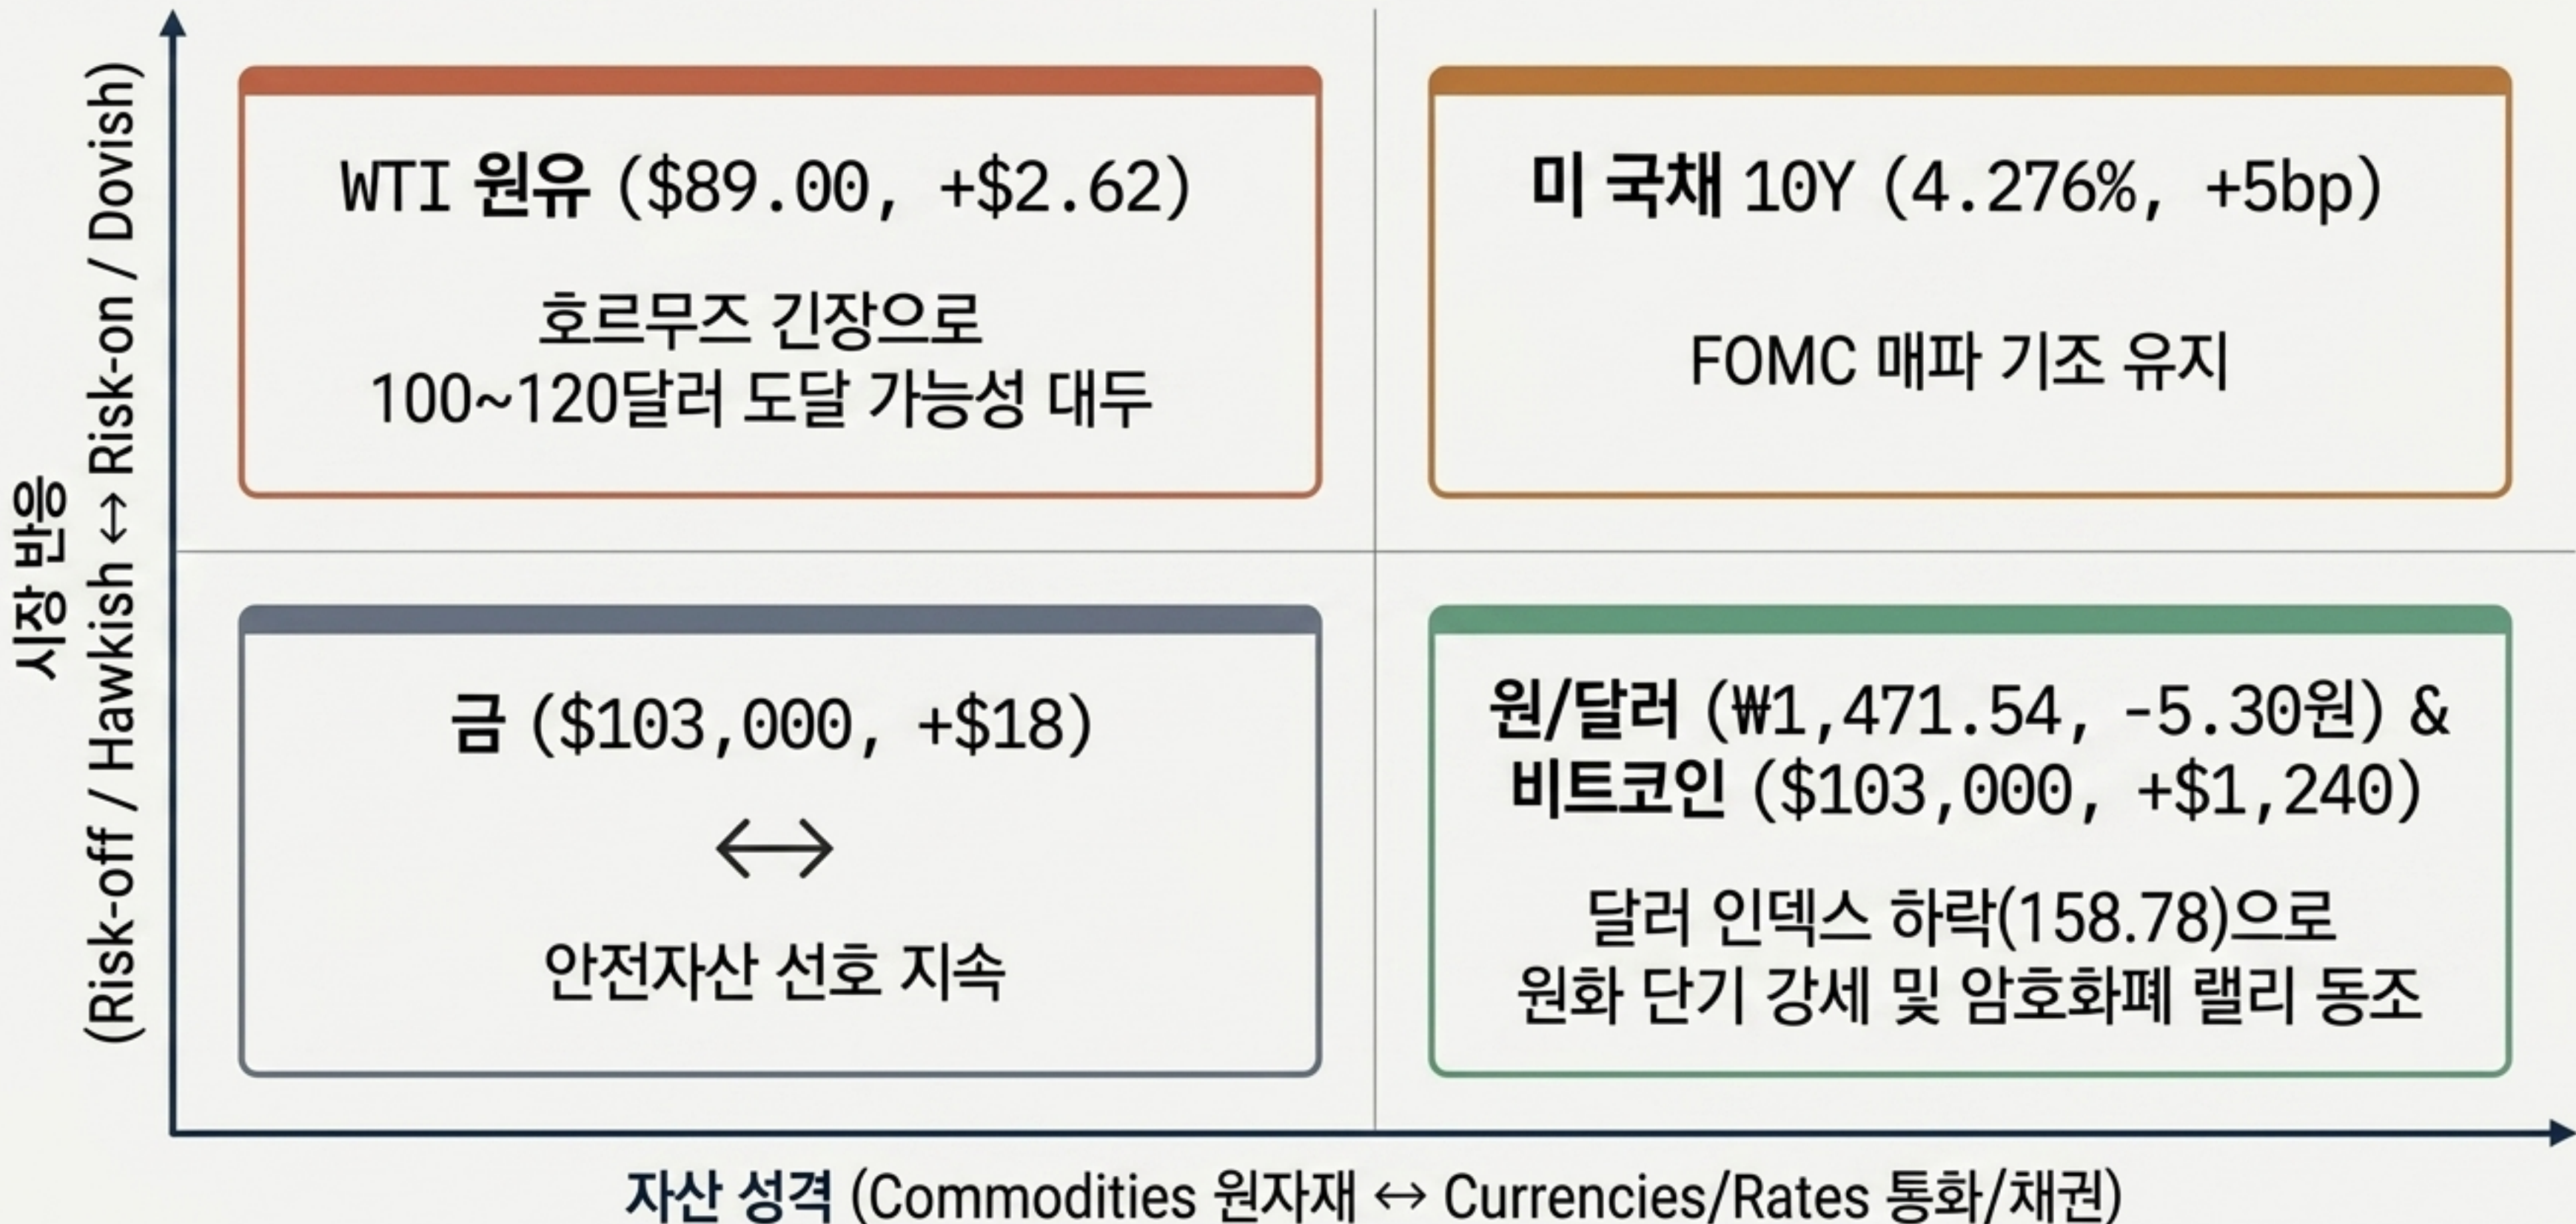 시장 반응
(Risk-off / Hawkish ↔ Risk-on / Dovish)
WTI 원유 ($89.00, +$2.62)
호르무즈 긴장으로
100~120달러 도달 가능성 대두
미 국채 10Y (4.276%, +5bp)
FOMC 매파 기조 유지
금 ($103,000, +$18)
↔
안전자산 선호 지속
원/달러 (₩1,471.54, -5.30원) &
비트코인 ($103,000, +$1,240)
달러 인덱스 하락(158.78)으로
원화 단기 강세 및 암호화폐 랠리 동조
자산 성격 (Commodities 원자재 ↔ Currencies/Rates 통화/채권)